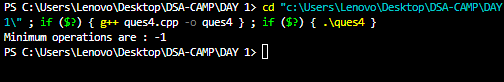 PS C:\Users\Lenovo\Desktop\DSA-CAMP\DAY 1> cd "c:\Users\Lenovo\Desktop\DSA-CAMP\DAY
1\" ; if ($?) { g++ ques4.cpp -o ques4 } ; if ($?) { .\ques4 }
Minimum operations are : -1
PS C:\Users\Lenovo\Desktop\DSA-CAMP\DAY 1>